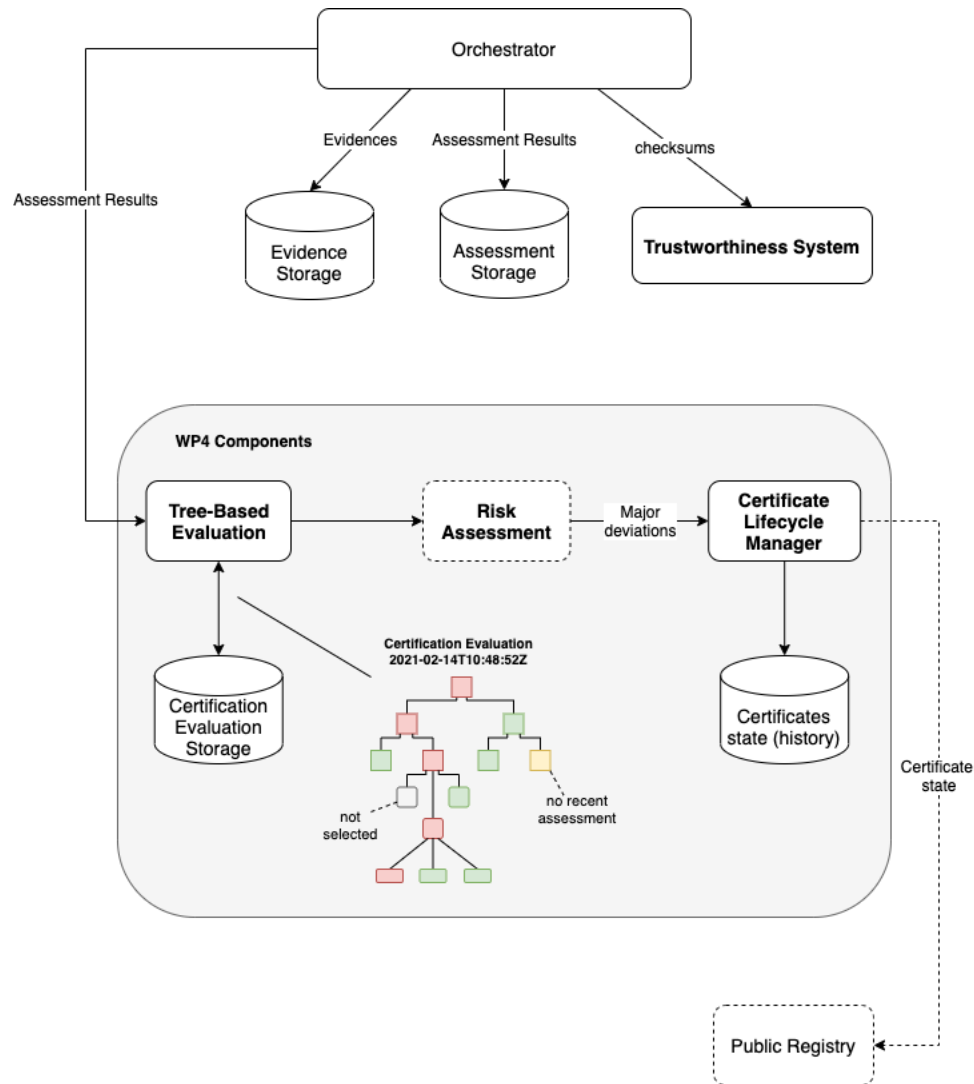 Orchestrator
Evidences
Assessment Results
checksums
Assessment Results
Evidence
Storage
Assessment
Storage
Trustworthiness System
WP4 Components
Tree-Based
Evaluation
Risk
Assessment
Major
deviations
Certificate
Lifecycle
Manager
Certification Evaluation
2021-02-14T10:48:52Z
Certification
Evaluation
Storage
Certificates
state (history)
not
selected
no recent
assessment
Certificate
state
Public Registry